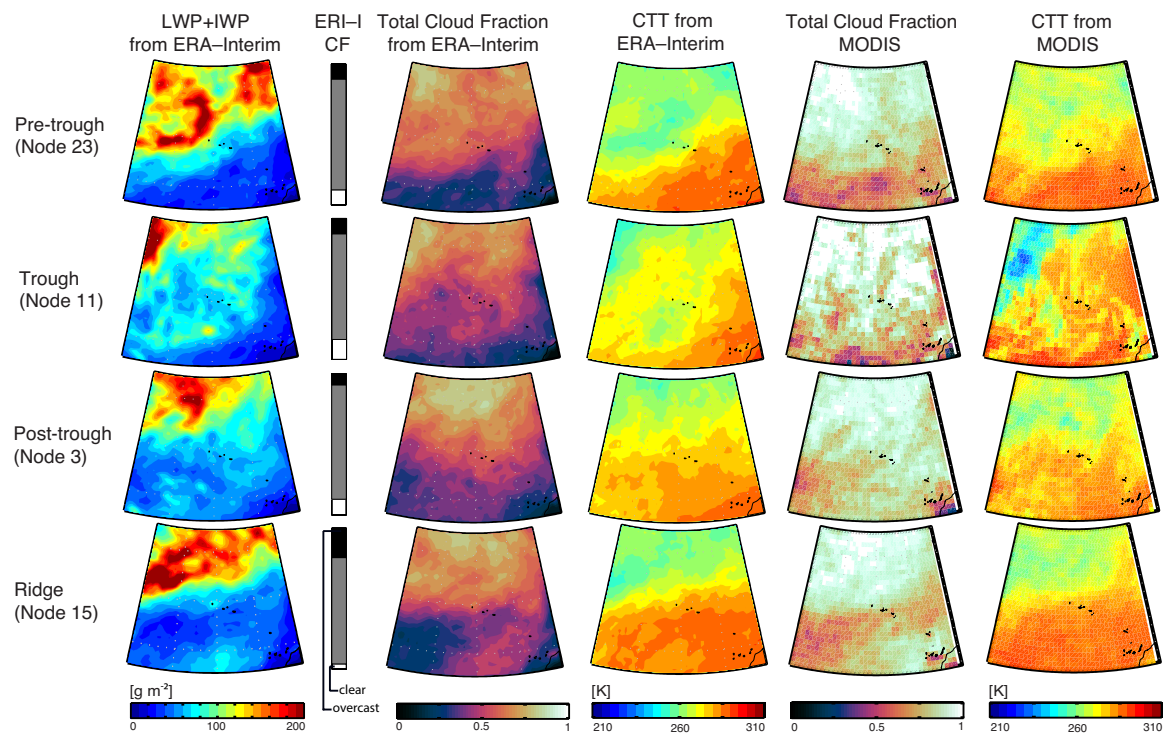 LWP+IWP
from ERA–Interim
ERI–I
CF
Total Cloud Fraction
from ERA–Interim
CTT from
ERA–Interim
Total Cloud Fraction
MODIS
CTT from
MODIS
Pre-trough
(Node 23)
Trough
(Node 11)
Post-trough
(Node 3)
Ridge
(Node 15)
clear
overcast
[g m-2]
0 100 200
0 0.5 1
[K]
210 260 310
0 0.5 1
[K]
210 260 310